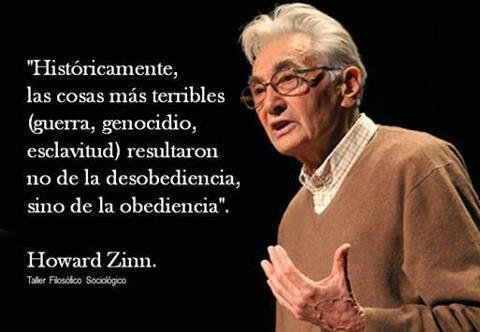 "Históricamente,
las cosas más terribles
(guerra, genocidio,
esclavitud) resultaron
no de la desobediencia,
sino de la obediencia".
Howard Zinn.
Taller Filosófico Sociológico